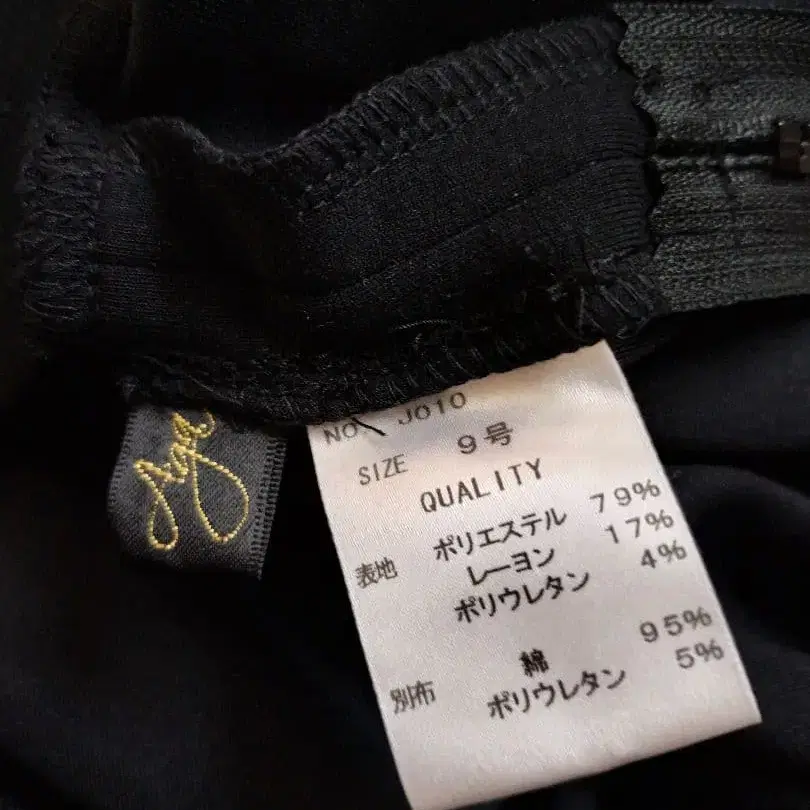 NO. J010
SIZE 9号
QUALITY
表地 ポリエステル 79%
レーヨン 17%
ポリウレタン 4%
別布 綿 95%
ポリウレタン 5%